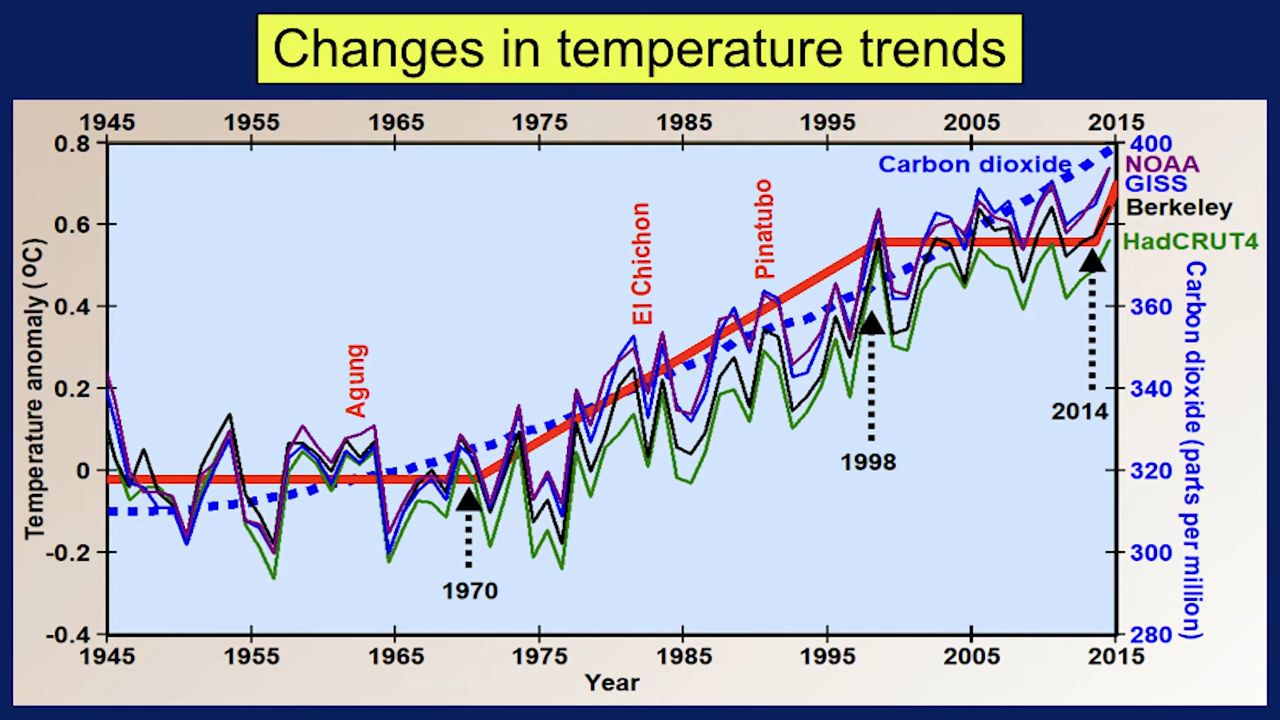 Changes in temperature trends
1945 1955 1965 1975 1985 1995 2005 2015
0.8
0.6
0.4
0.2
0
-0.2
-0.4
Temperature anomaly (ºC)
400
360
340
320
300
280
Carbon dioxide (parts per million)
Carbon dioxide
NOAA
GISS
Berkeley
HadCRUT4
Agung
El Chichon
Pinatubo
1970
1998
2014
1945 1955 1965 1975 1985 1995 2005 2015
Year